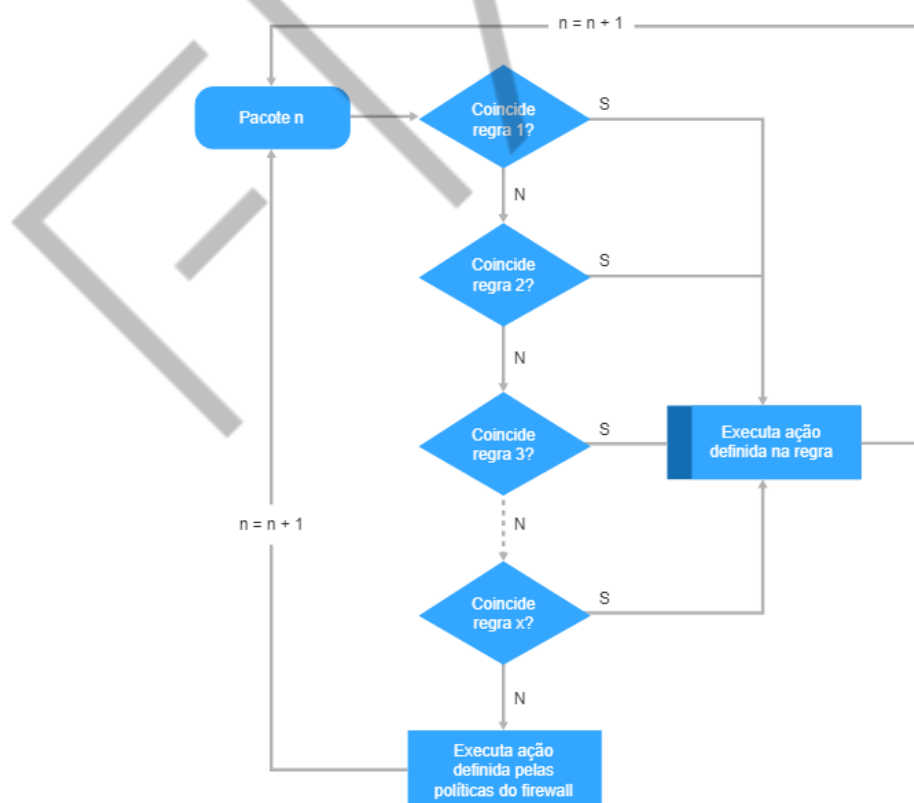 n = n + 1
Pacote n
Coincide
regra 1?
S
N
Coincide
regra 2?
S
N
Coincide
regra 3?
S
Executa ação
definida na regra
n = n + 1
N
Coincide
regra x?
S
N
Executa ação
definida pelas
políticas do firewall